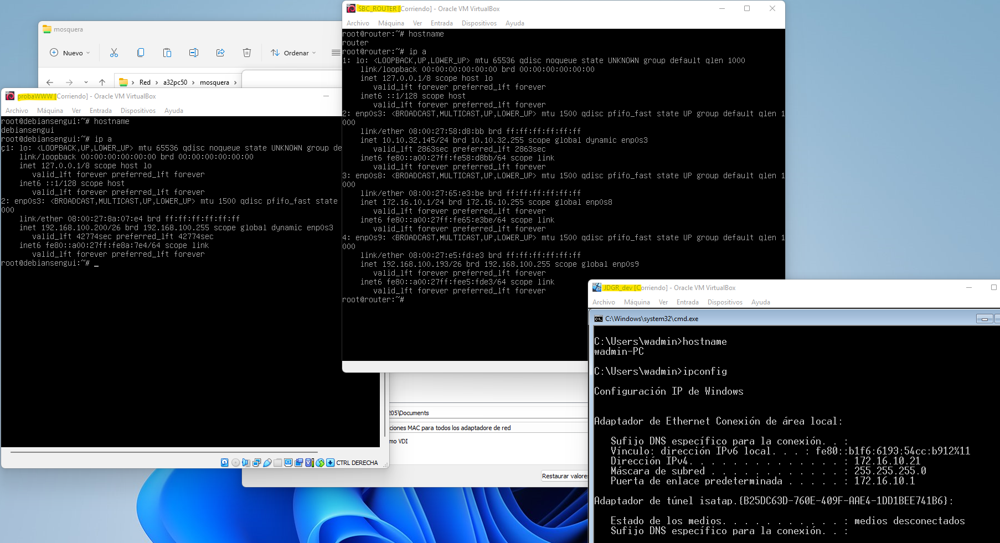 mosquera
Nuevo
Ordenar
Red > a32pc50 > mosquera >
probaWWW [Corriendo] - Oracle VM VirtualBox
Archivo Máquina Ver Entrada Dispositivos Ayuda
root@debiansengui:~# hostname
debiansengui
root@debiansengui:~# ip a
ç1: lo: <LOOPBACK,UP,LOWER_UP> mtu 65536 qdisc noqueue state UNKNOWN group de
link/loopback 00:00:00:00:00:00 brd 00:00:00:00:00:00
inet 127.0.0.1/8 scope host lo
valid_lft forever preferred_lft forever
inet6 ::1/128 scope host
valid_lft forever preferred_lft forever
2: enp0s3: <BROADCAST,MULTICAST,UP,LOWER_UP> mtu 1500 qdisc pfifo_fast state
000
link/ether 08:00:27:8a:07:e4 brd ff:ff:ff:ff:ff:ff
inet 192.168.100.200/26 brd 192.168.100.255 scope global dynamic enp0s3
valid_lft 42774sec preferred_lft 42774sec
inet6 fe80::a00:27ff:fe8a:7e4/64 scope link
valid_lft forever preferred_lft forever
root@debiansengui:~# _
CTRL DERECHA
SBC_ROUTER [Corriendo] - Oracle VM VirtualBox
Archivo Máquina Ver Entrada Dispositivos Ayuda
root@router:~# hostname
router
root@router:~# ip a
1: lo: <LOOPBACK,UP,LOWER_UP> mtu 65536 qdisc noqueue state UNKNOWN group default qlen 1000
link/loopback 00:00:00:00:00:00 brd 00:00:00:00:00:00
inet 127.0.0.1/8 scope host lo
valid_lft forever preferred_lft forever
inet6 ::1/128 scope host
valid_lft forever preferred_lft forever
2: enp0s3: <BROADCAST,MULTICAST,UP,LOWER_UP> mtu 1500 qdisc pfifo_fast state UP group default qlen 1
000
link/ether 08:00:27:58:d8:bb brd ff:ff:ff:ff:ff:ff
inet 10.10.32.145/24 brd 10.10.32.255 scope global dynamic enp0s3
valid_lft 2863sec preferred_lft 2863sec
inet6 fe80::a00:27ff:fe58:d8bb/64 scope link
valid_lft forever preferred_lft forever
3: enp0s8: <BROADCAST,MULTICAST,UP,LOWER_UP> mtu 1500 qdisc pfifo_fast state UP group default qlen 1
000
link/ether 08:00:27:65:e3:be brd ff:ff:ff:ff:ff:ff
inet 172.16.10.1/24 brd 172.16.10.255 scope global enp0s8
valid_lft forever preferred_lft forever
inet6 fe80::a00:27ff:fe65:e3be/64 scope link
valid_lft forever preferred_lft forever
4: enp0s9: <BROADCAST,MULTICAST,UP,LOWER_UP> mtu 1500 qdisc pfifo_fast state UP group default qlen 1
000
link/ether 08:00:27:e5:fd:e3 brd ff:ff:ff:ff:ff:ff
inet 192.168.100.193/26 brd 192.168.100.255 scope global enp0s9
valid_lft forever preferred_lft forever
inet6 fe80::a00:27ff:fee5:fde3/64 scope link
valid_lft forever preferred_lft forever
root@router:~#
205\Documents
ciones MAC para todos los adaptadore de red
mo VDI
Restaurar valores
JDGR_dev [Corriendo] - Oracle VM VirtualBox
Archivo Máquina Ver Entrada Dispositivos Ayuda
C:\Windows\system32\cmd.exe
C:\Users\wadmin>hostname
wadmin-PC
C:\Users\wadmin>ipconfig
Configuración IP de Windows
Adaptador de Ethernet Conexión de área local:
Sufijo DNS específico para la conexión. . :
Vínculo: dirección IPv6 local. . . : fe80::b1f6:6193:54cc:b912%11
Dirección IPv4. . . . . . . . . . . . . . : 172.16.10.21
Máscara de subred . . . . . . . . . . . . : 255.255.255.0
Puerta de enlace predeterminada . . . . . : 172.16.10.1
Adaptador de túnel isatap.{B25DC63D-760E-409F-AAE4-1DD1BEE741B6}:
Estado de los medios. . . . . . . . . . . : medios desconectados
Sufijo DNS específico para la conexión. . :